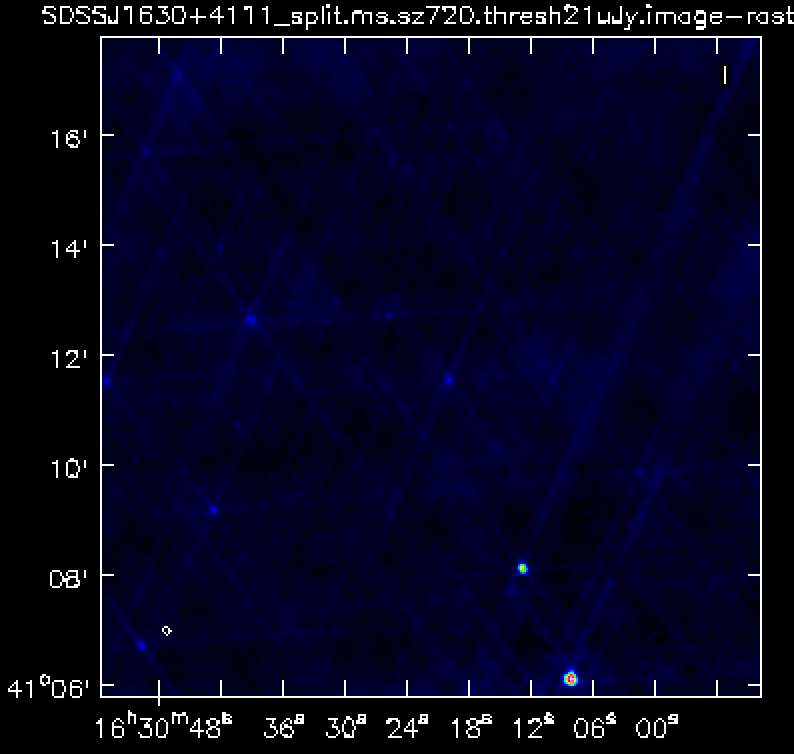 SDSSJ1630+4111_split.ms.sz720.thresh21uJy.image-rast
I
16'
14'
12'
10'
08'
41°06'
16ʰ30ᵐ48ˢ 36ˢ 30ˢ 24ˢ 18ˢ 12ˢ 06ˢ 00ˢ